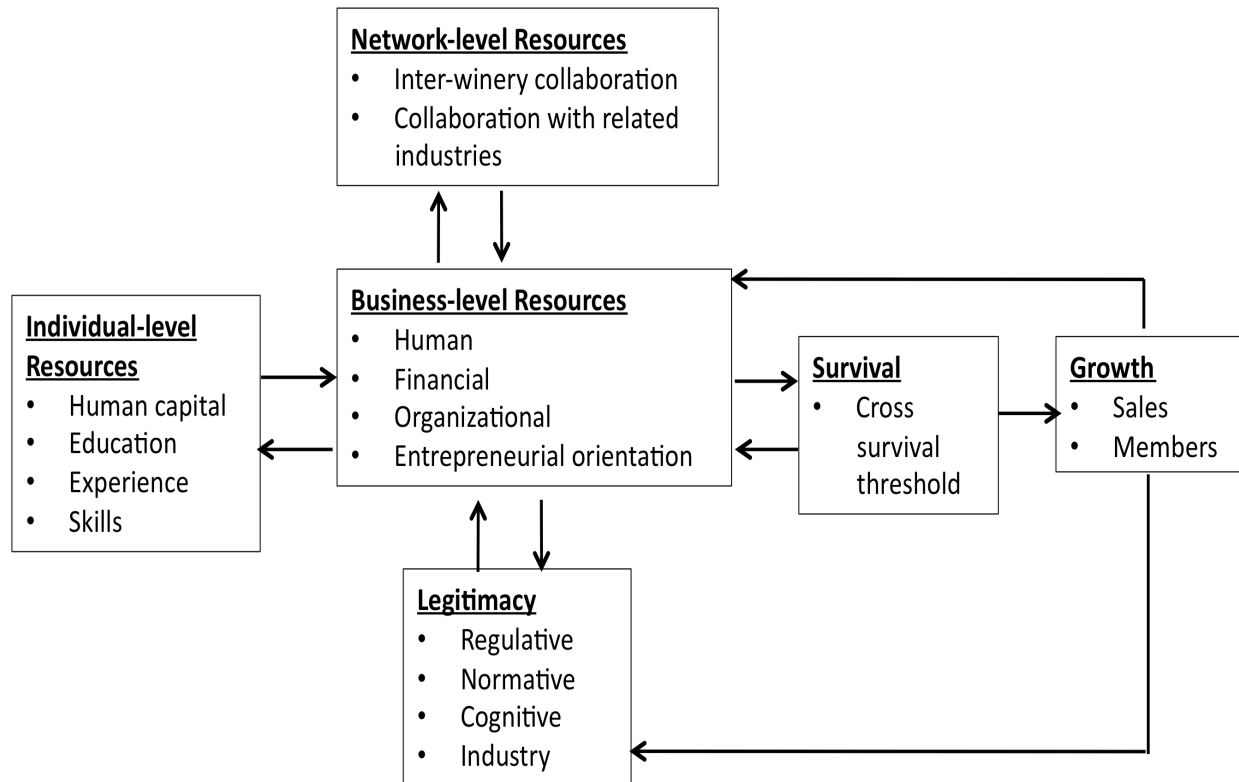 Network-level Resources
• Inter-winery collaboration
• Collaboration with related
industries
Individual-level
Resources
• Human capital
• Education
• Experience
• Skills
Business-level Resources
• Human
• Financial
• Organizational
• Entrepreneurial orientation
Survival
• Cross
survival
threshold
Growth
• Sales
• Members
Legitimacy
• Regulative
• Normative
• Cognitive
• Industry